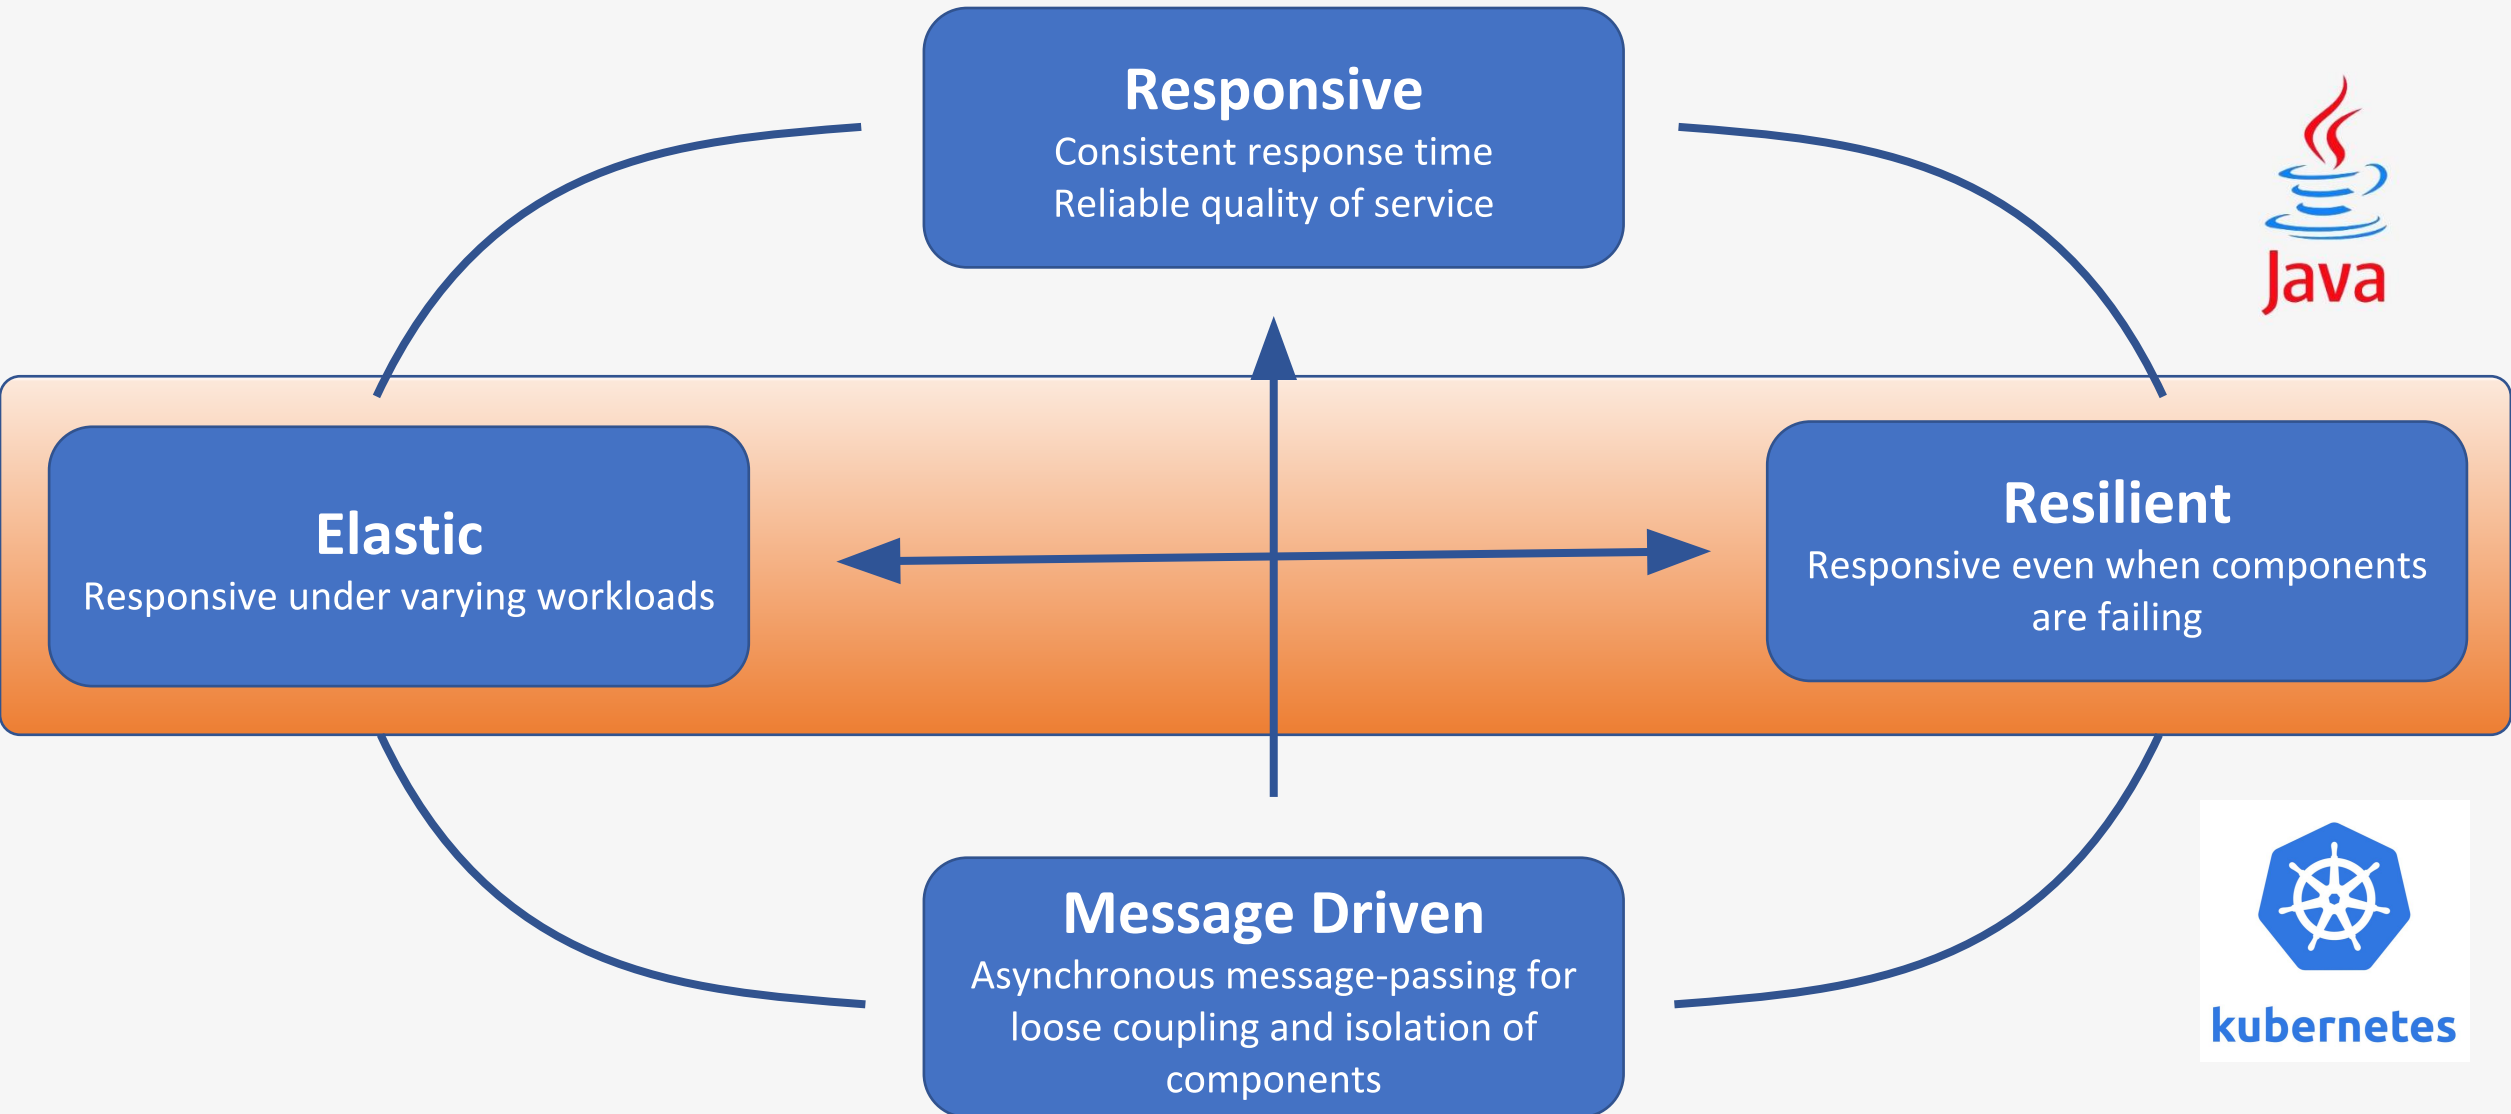 Responsive
Consistent response time
Reliable quality of service
Java
Elastic
Responsive under varying workloads
Resilient
Responsive even when components
are failing
Message Driven
Asynchronous message-passing for
loose coupling and isolation of
components
kubernetes